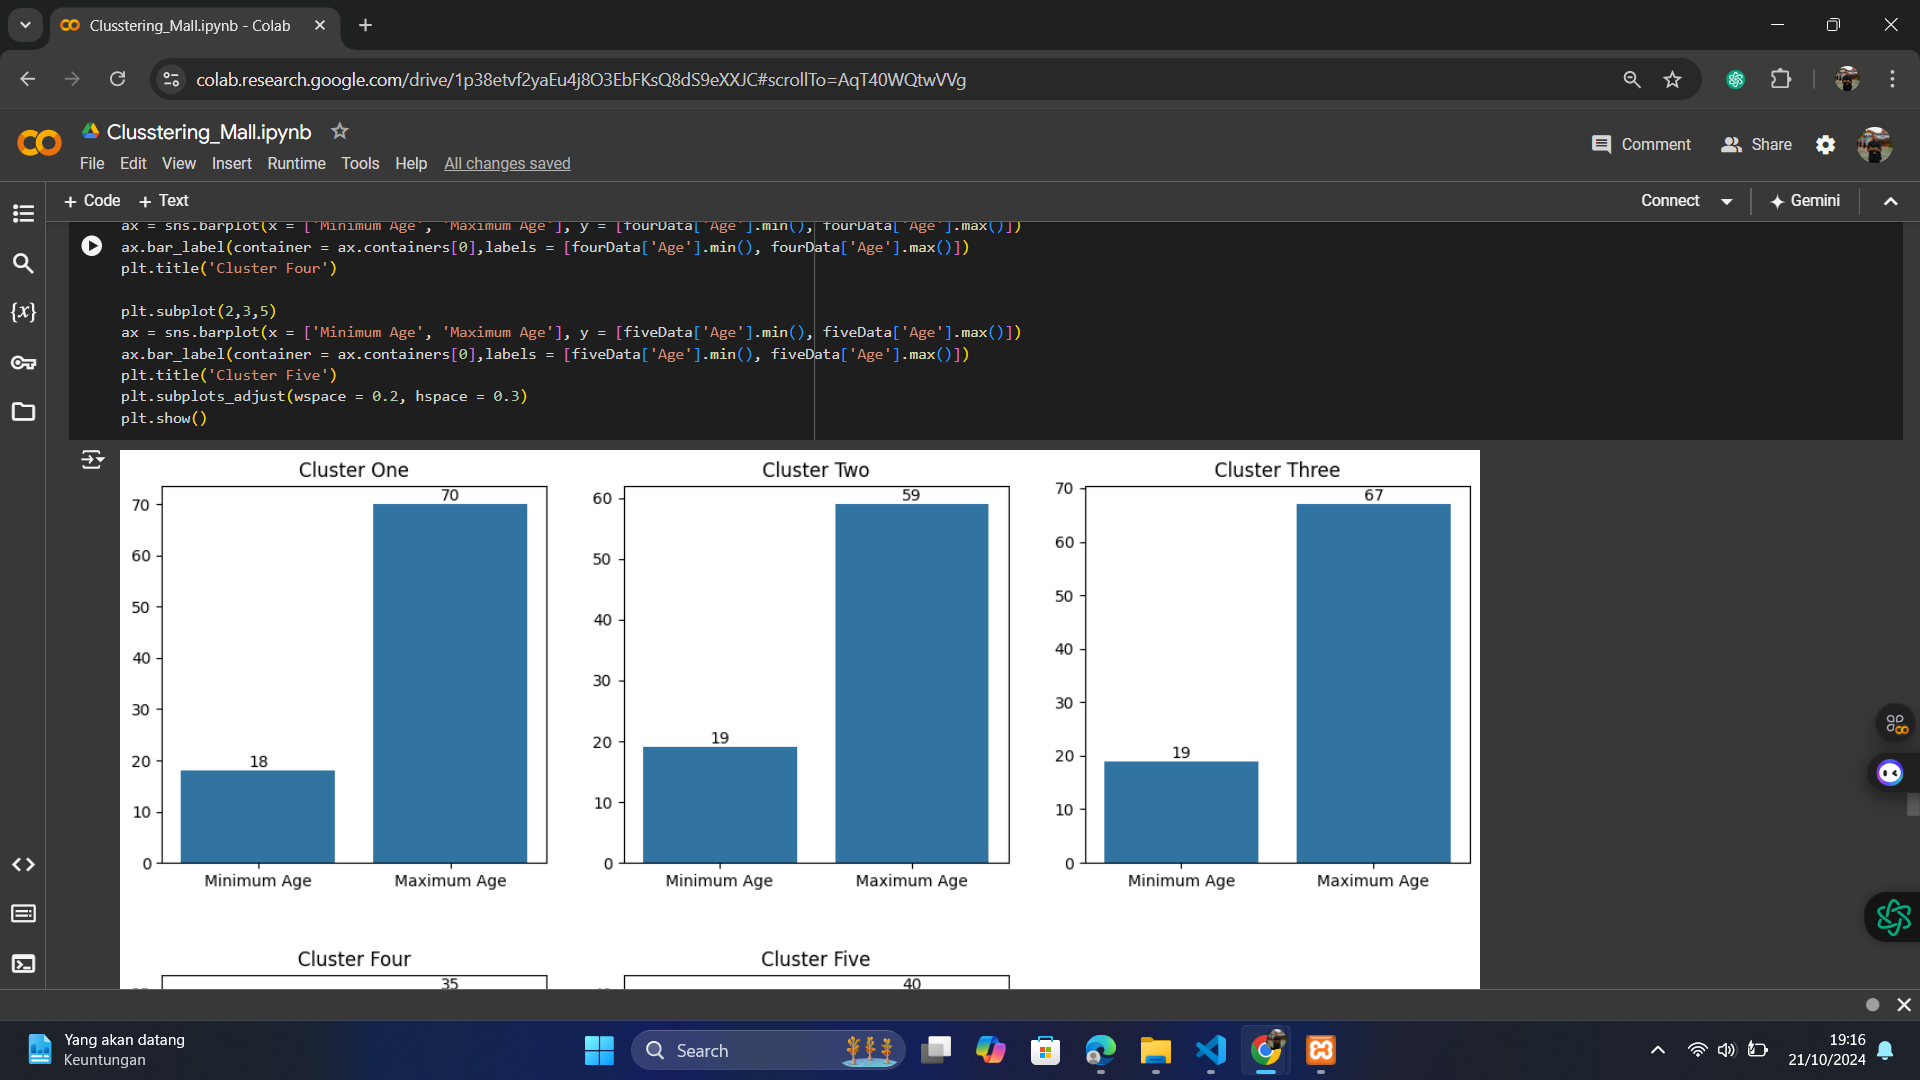 Clusstering_Mall.ipynb - Colab
colab.research.google.com/drive/1p38etvf2yaEu4j8O3EbFKsQ8dS9eXXJC#scrollTo=AqT40WQtwVVg
Clusstering_Mall.ipynb
File Edit View Insert Runtime Tools Help All changes saved
Comment Share
+ Code + Text
Connect Gemini
ax = sns.barplot(x = ['Minimum Age', 'Maximum Age'], y = [fourData['Age'].min(), fourData['Age'].max()])
ax.bar_label(container = ax.containers[0],labels = [fourData['Age'].min(), fourData['Age'].max()])
plt.title('Cluster Four')
plt.subplot(2,3,5)
ax = sns.barplot(x = ['Minimum Age', 'Maximum Age'], y = [fiveData['Age'].min(), fiveData['Age'].max()])
ax.bar_label(container = ax.containers[0],labels = [fiveData['Age'].min(), fiveData['Age'].max()])
plt.title('Cluster Five')
plt.subplots_adjust(wspace = 0.2, hspace = 0.3)
plt.show()
Cluster One
70
70
60
50
40
30
20
10
0
18
Minimum Age Maximum Age
Cluster Two
59
60
50
40
30
20
10
0
19
Minimum Age Maximum Age
Cluster Three
67
70
60
50
40
30
20
10
0
19
Minimum Age Maximum Age
Cluster Four
35
Cluster Five
40
Yang akan datang
Keuntungan
Search
19:16
21/10/2024